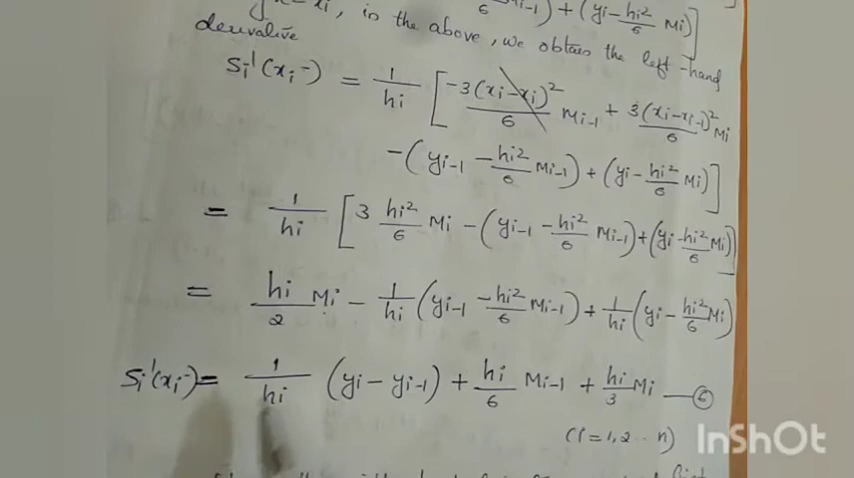 6 Mi-1) + (yi - hi²/6 Mi)]
x = xi, in the above, we obtain the left-hand
derivative
Si'(xi-) = 1/hi [-3(xi-xi)²/6 Mi-1 + 3(xi-xi-1)²/6 Mi
-(yi-1 - hi²/6 Mi-1) + (yi - hi²/6 Mi)]
= 1/hi [3 hi²/6 Mi - (yi-1 - hi²/6 Mi-1) + (yi - hi²/6 Mi)]
= hi/2 Mi - 1/hi (yi-1 - hi²/6 Mi-1) + 1/hi (yi - hi²/6 Mi)
Si'(xi-) = 1/hi (yi - yi-1) + hi/6 Mi-1 + hi/3 Mi —⑥
(i = 1,2 .. n)
InShOt